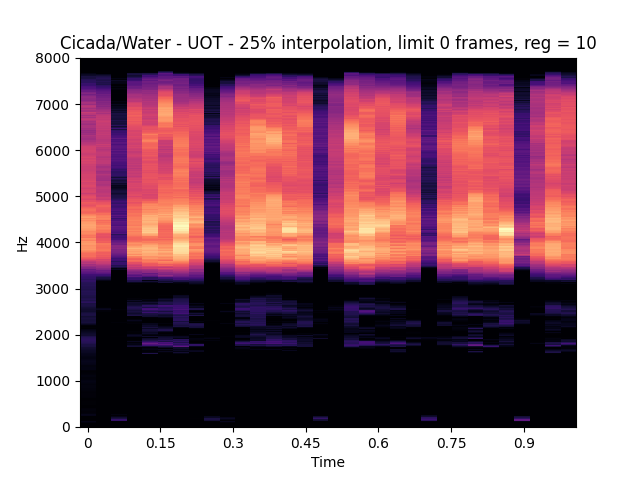 Cicada/Water - UOT - 25% interpolation, limit 0 frames, reg = 10
8000
7000
6000
5000
4000
3000
2000
1000
0
Hz
0 0.15 0.3 0.45 0.6 0.75 0.9
Time